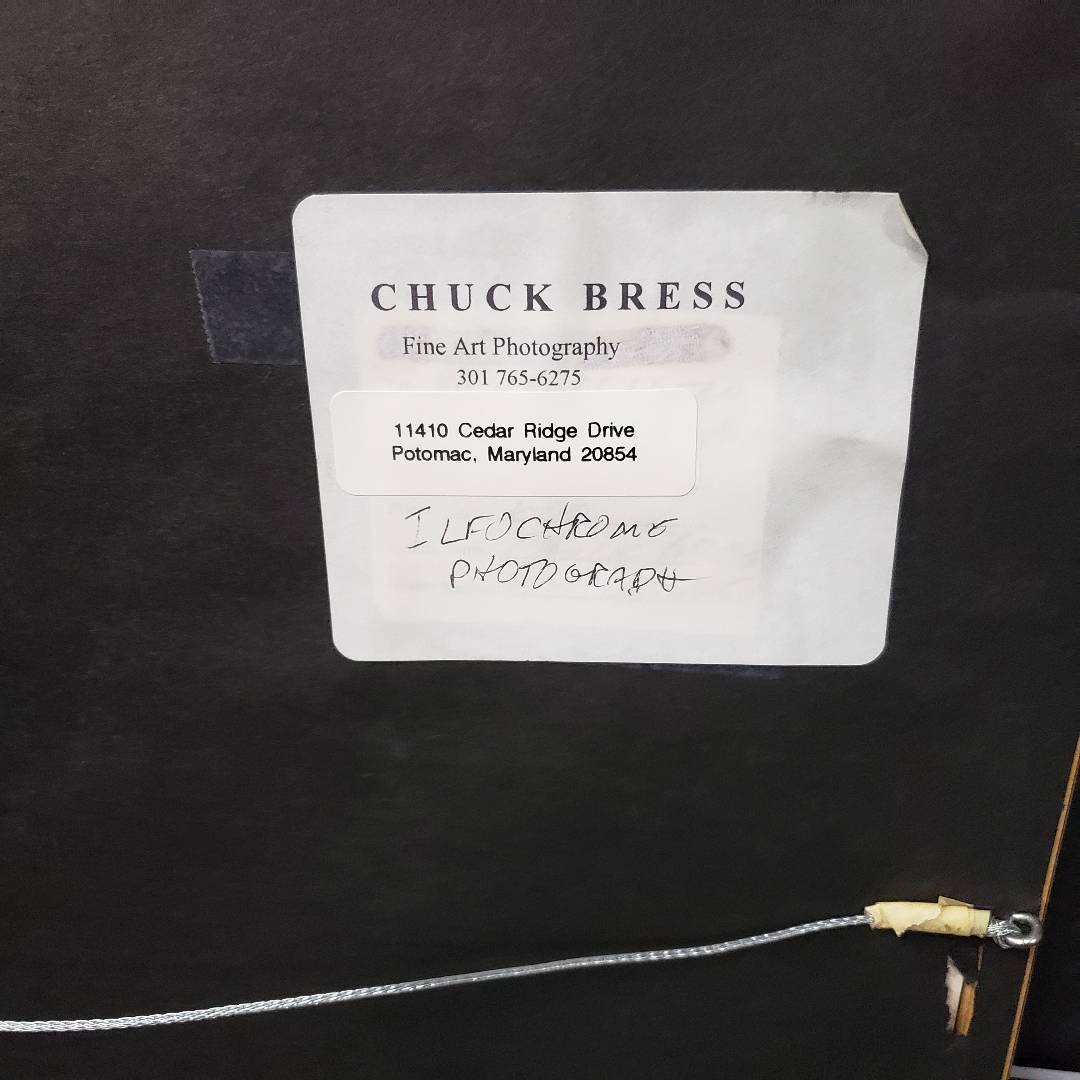 CHUCK BRESS
Fine Art Photography
301 765-6275
11410 Cedar Ridge Drive
Potomac, Maryland 20854
ILFOCHROME
PHOTOGRAPH